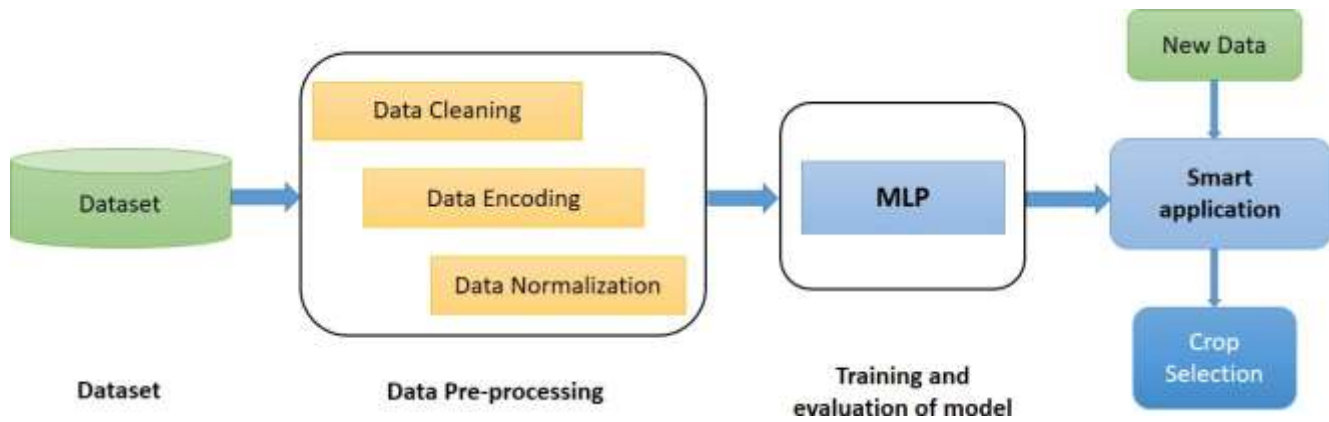 Dataset
Data Cleaning
Data Encoding
Data Normalization
MLP
New Data
Smart
application
Crop
Selection
Dataset
Data Pre-processing
Training and
evaluation of model